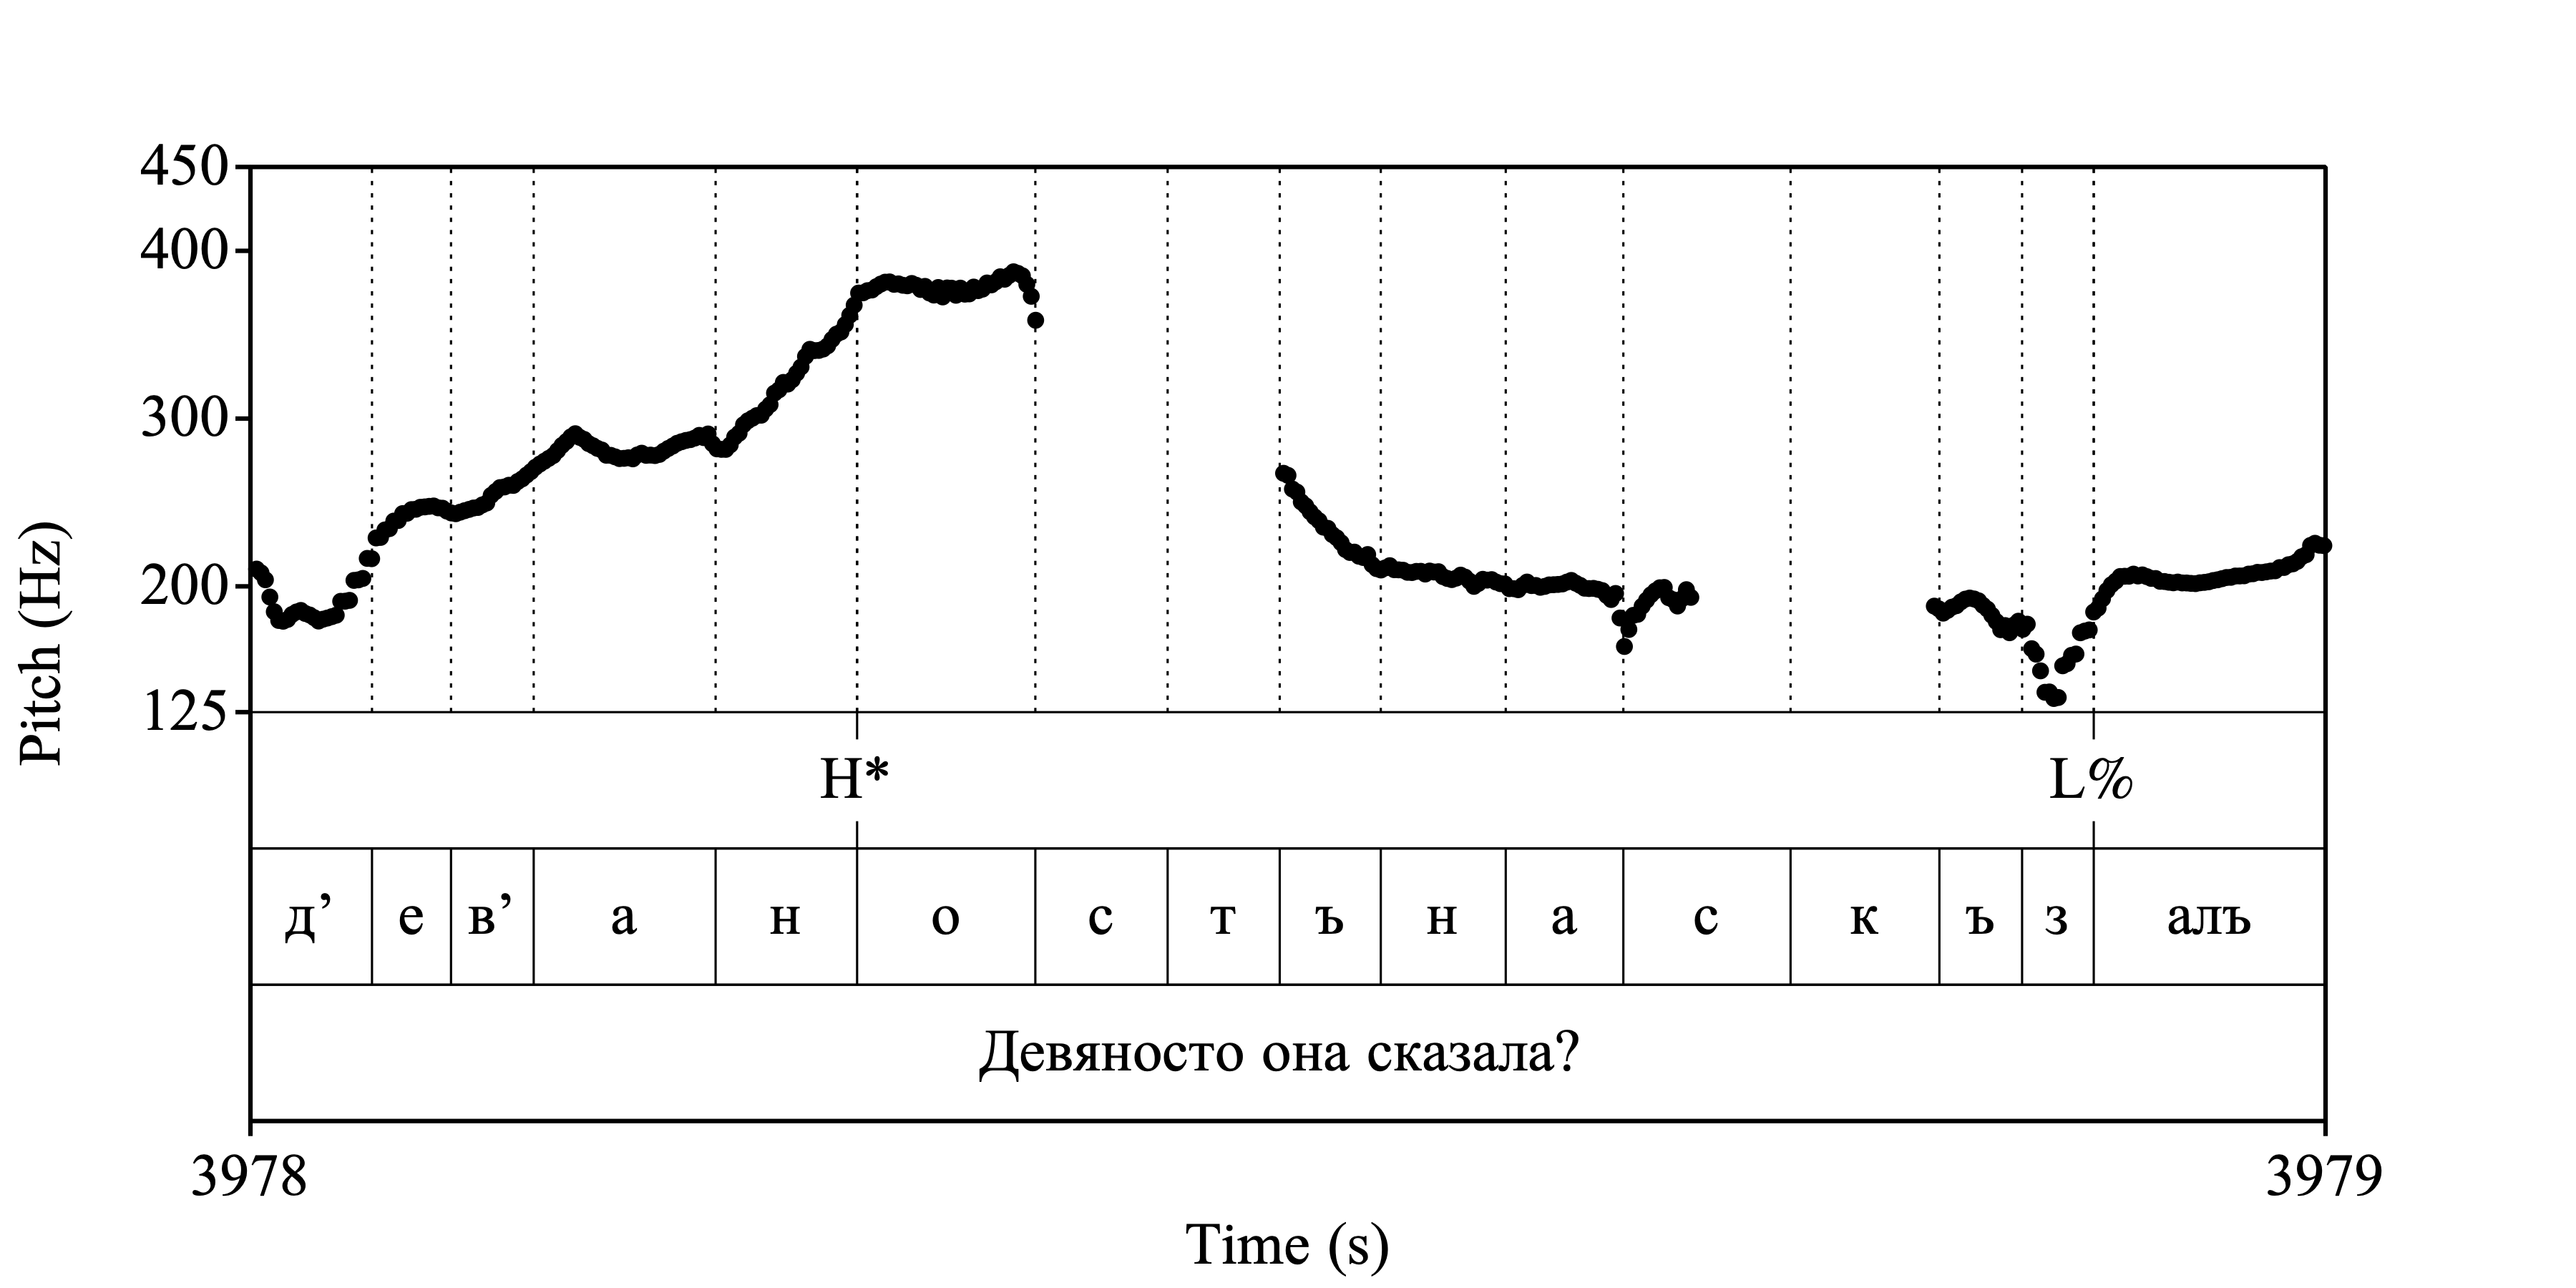 450
400
300
200
125
Pitch (Hz)
H* L%
д’ е в’ а н о с т ъ н а с к ъ з алъ
Девяносто она сказала?
3978 3979
Time (s)